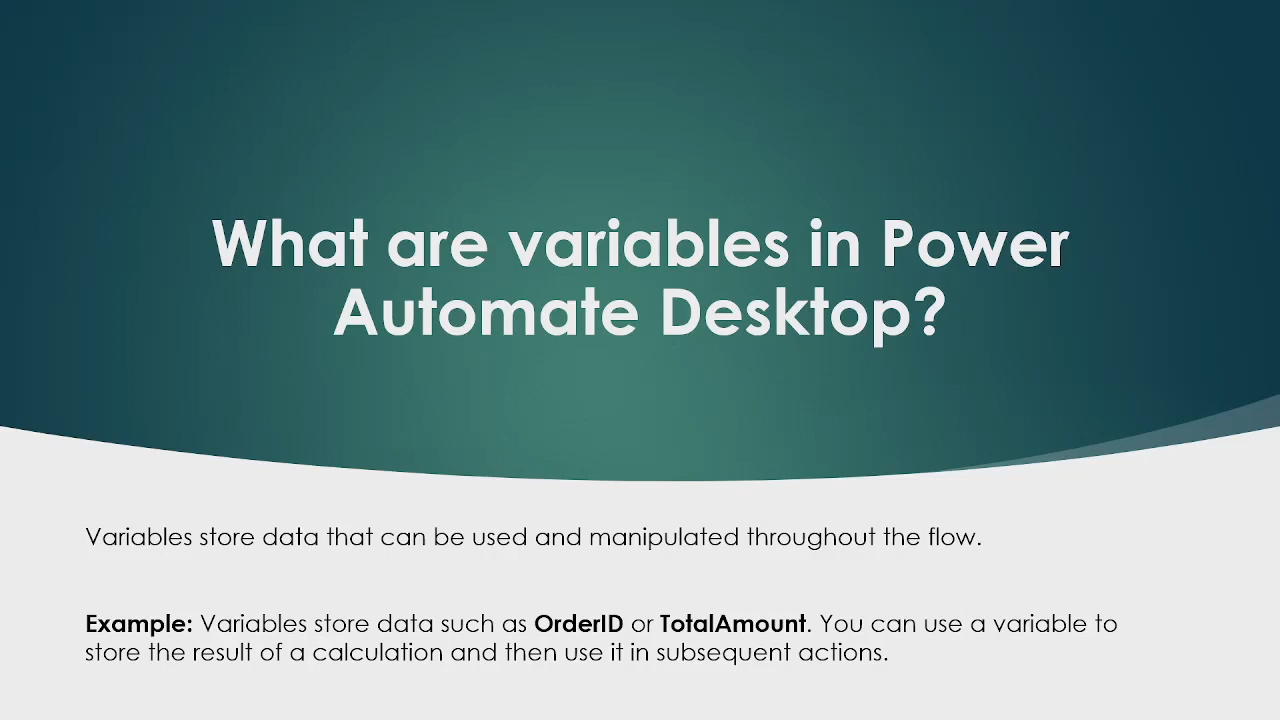 What are variables in Power
Automate Desktop?
Variables store data that can be used and manipulated throughout the flow.
Example: Variables store data such as OrderID or TotalAmount. You can use a variable to
store the result of a calculation and then use it in subsequent actions.